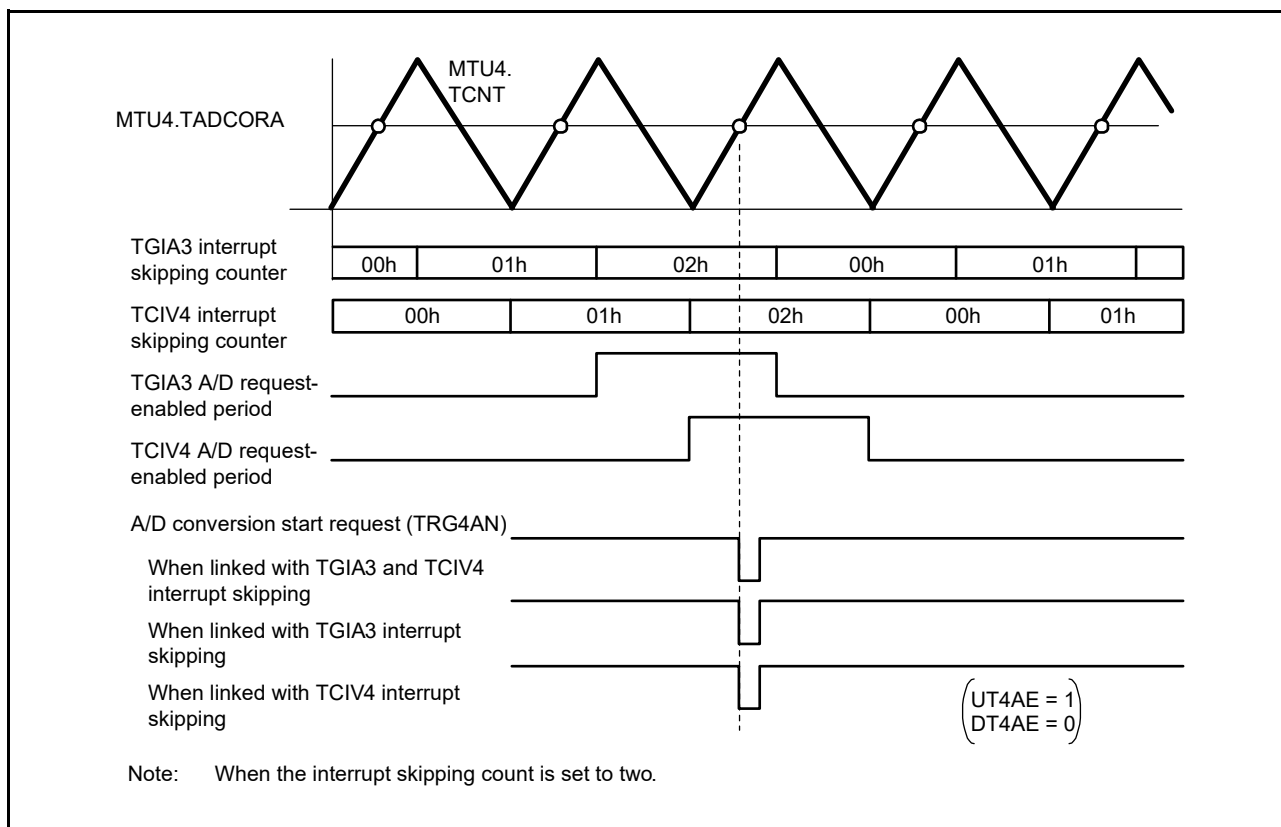 MTU4.
TCNT
MTU4.TADCORA
TGIA3 interrupt
skipping counter
00h
01h
02h
00h
01h
TCIV4 interrupt
skipping counter
00h
01h
02h
00h
01h
TGIA3 A/D request-
enabled period
TCIV4 A/D request-
enabled period
A/D conversion start request (TRG4AN)
When linked with TGIA3 and TCIV4
interrupt skipping
When linked with TGIA3 interrupt
skipping
When linked with TCIV4 interrupt
skipping
UT4AE = 1
DT4AE = 0
Note: When the interrupt skipping count is set to two.